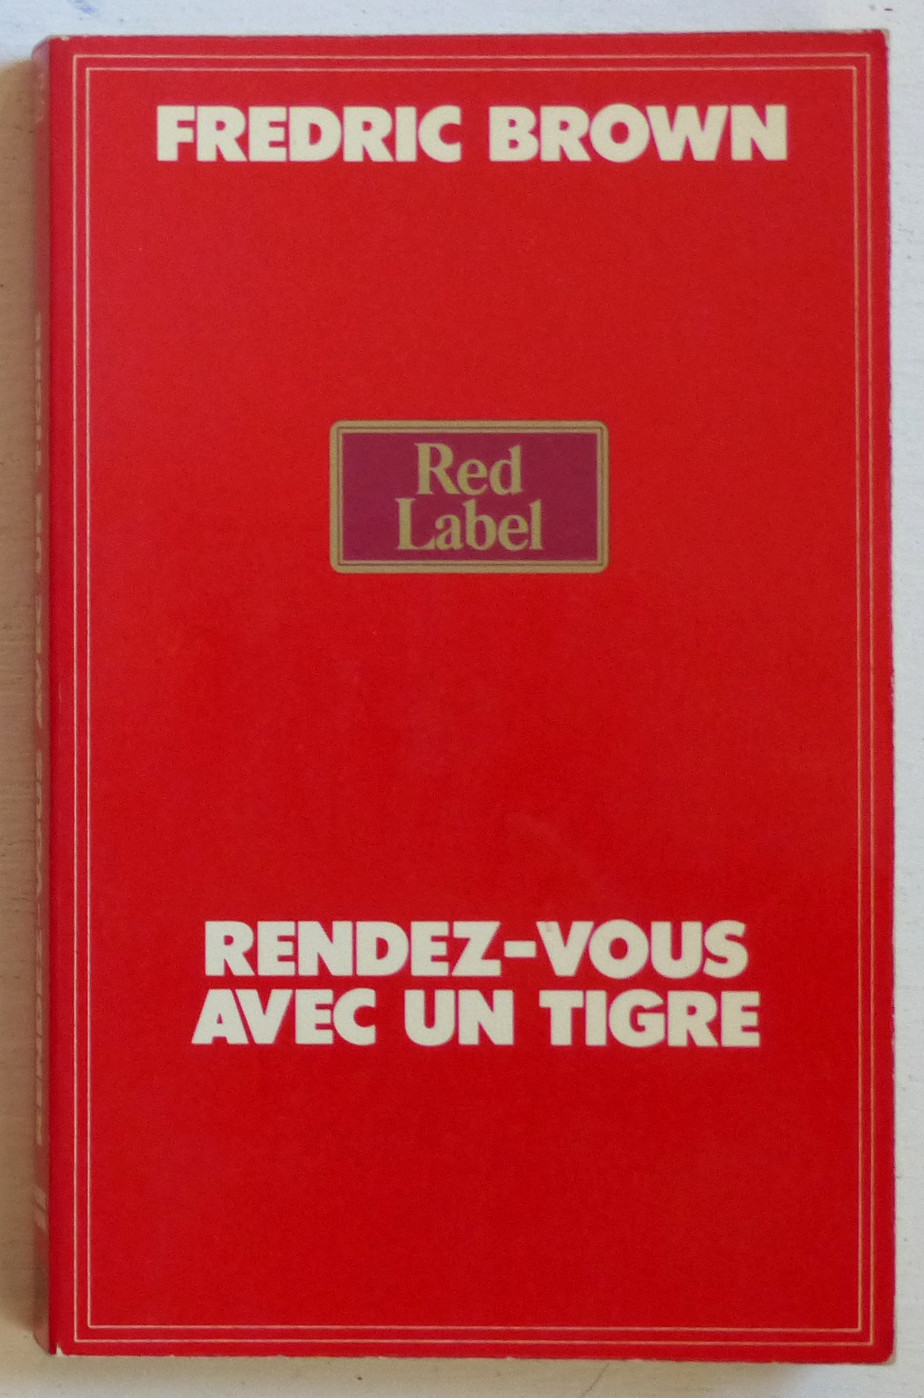 FREDRIC BROWN
Red
Label
RENDEZ-VOUS
AVEC UN TIGRE